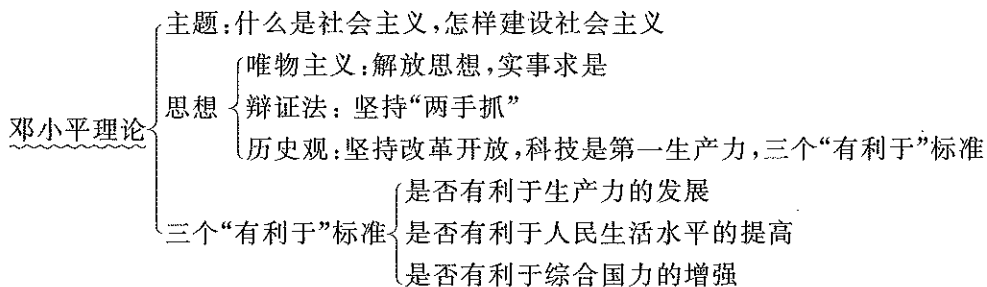 主题:什么是社会主义,怎样建设社会主义
唯物主义:解放思想,实事求是
思想
辩证法:坚持“两手抓”
邓小平理论
历史观:坚持改革开放,科技是第一生产力,三个“有利于”标准
是否有利于生产力的发展
三个“有利于”标准
是否有利于人民生活水平的提高
是否有利于综合国力的增强